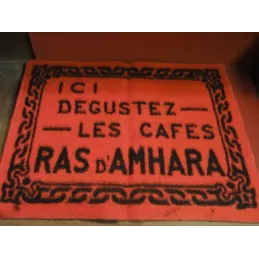 ICI
DEGUSTEZ —
— LES CAFES
RAS D'AMHARA